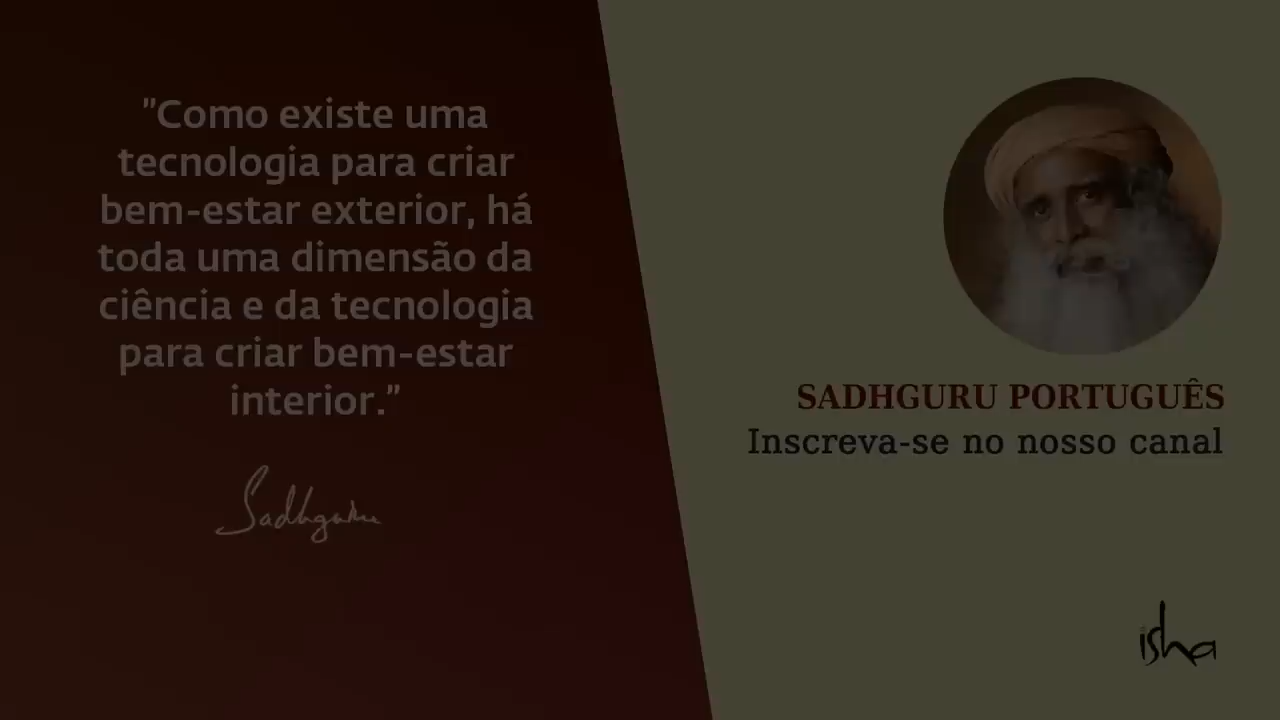 "Como existe uma
tecnologia para criar
bem-estar exterior, há
toda uma dimensão da
ciência e da tecnologia
para criar bem-estar
interior.”
Sadhguru
SADHGURU PORTUGUÊS
Inscreva-se no nosso canal
isha